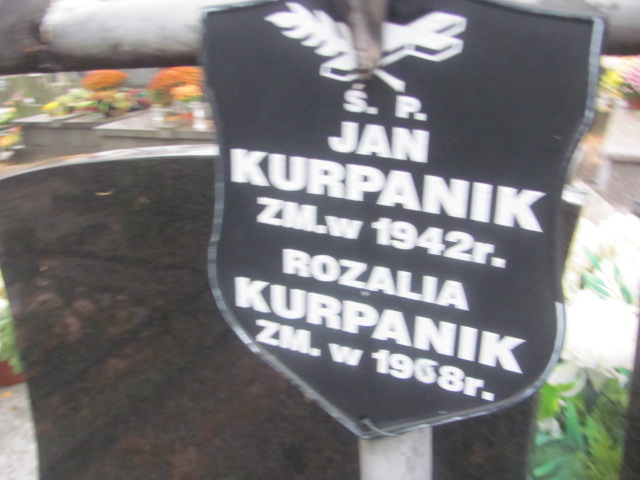 Ś. P.
JAN
KURPANIK
ZM. w 1942r.
ROZALIA
KURPANIK
ZM. w 1968r.